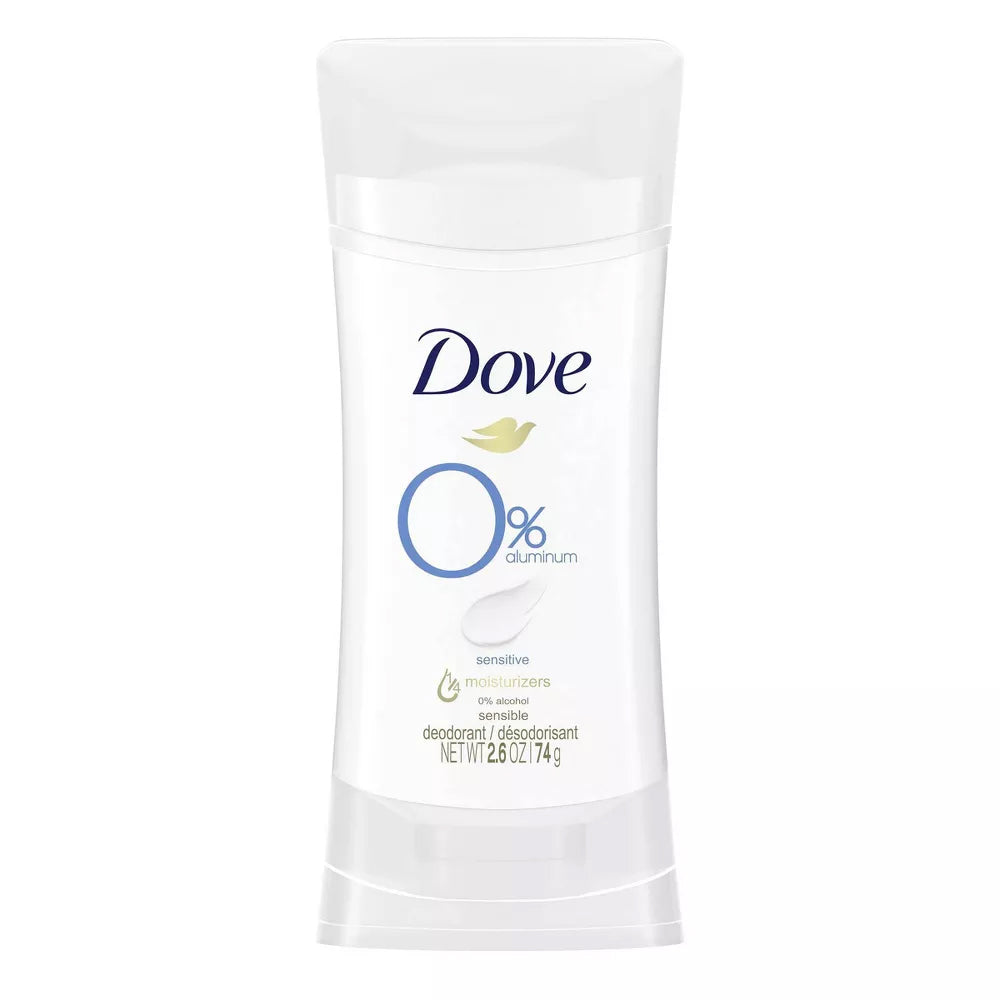 Dove
0%
aluminum
sensitive
1/4 moisturizers
0% alcohol
sensible
deodorant / désodorisant
NET WT 2.6 OZ | 74 g